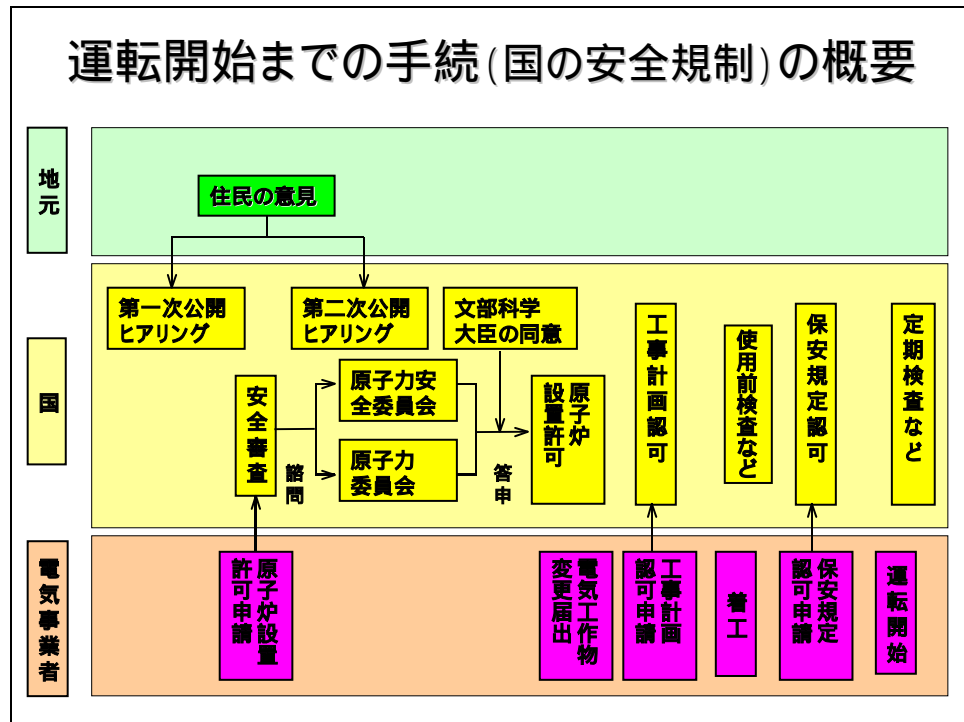 運転開始までの手続(国の安全規制)の概要
地元
住民の意見
国
第一次公開
ヒアリング
第二次公開
ヒアリング
文部科学
大臣の同意
安全審査
諮問
原子力安
全委員会
原子力
委員会
答申
原子炉
設置許可
工事計画認可
使用前検査など
保安規定認可
定期検査など
電気事業者
原子炉設置
許可申請
電気工作物
変更届出
工事計画
認可申請
着工
保安規定
認可申請
運転開始